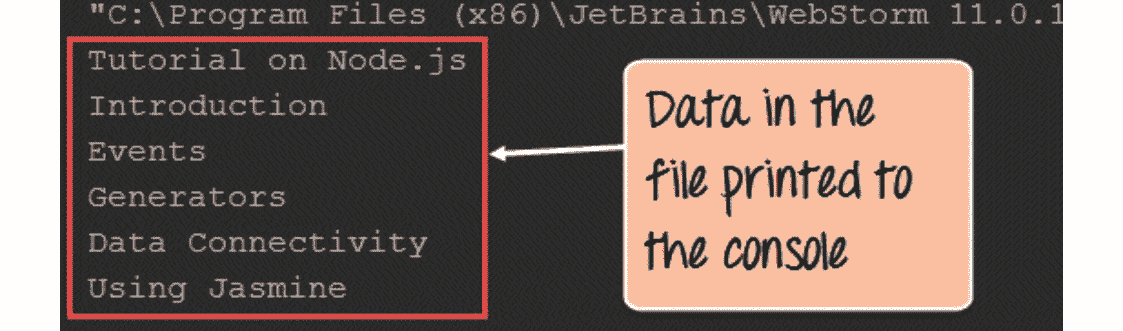 "C:\Program Files (x86)\JetBrains\WebStorm 11.0.1
Tutorial on Node.js
Introduction
Events
Generators
Data Connectivity
Using Jasmine
Data in the
file printed to
the console